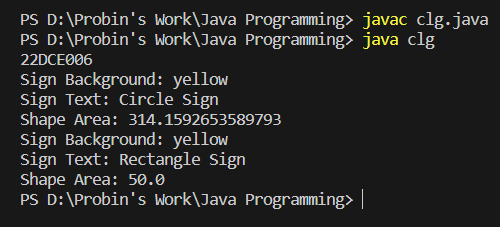 PS D:\Probin's Work\Java Programming> javac clg.java
PS D:\Probin's Work\Java Programming> java clg
22DCE006
Sign Background: yellow
Sign Text: Circle Sign
Shape Area: 314.1592653589793
Sign Background: yellow
Sign Text: Rectangle Sign
Shape Area: 50.0
PS D:\Probin's Work\Java Programming>